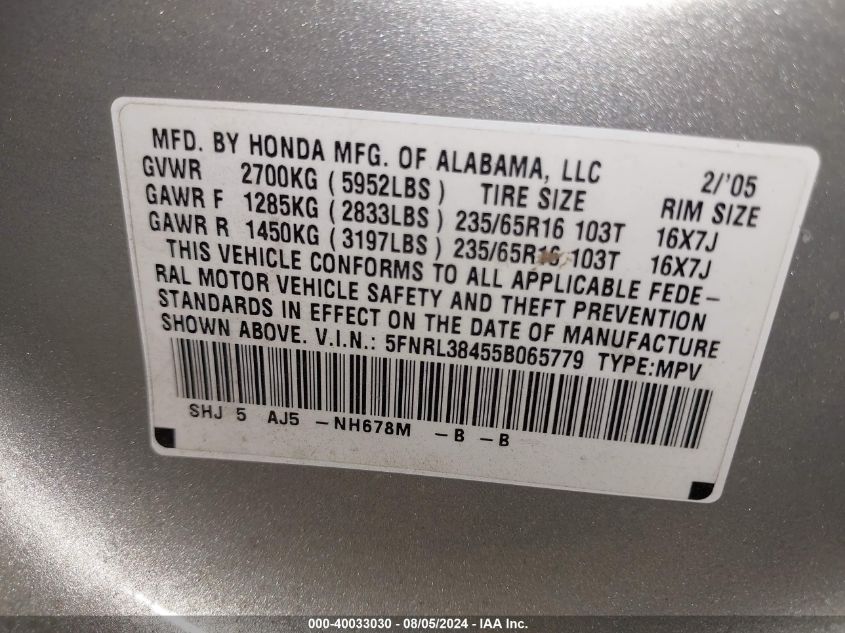 MFD. BY HONDA MFG. OF ALABAMA, LLC 2/'05
GVWR 2700KG ( 5952LBS ) TIRE SIZE RIM SIZE
GAWR F 1285KG ( 2833LBS ) 235/65R16 103T 16X7J
GAWR R 1450KG ( 3197LBS ) 235/65R16 103T 16X7J
THIS VEHICLE CONFORMS TO ALL APPLICABLE FEDE-
RAL MOTOR VEHICLE SAFETY AND THEFT PREVENTION
STANDARDS IN EFFECT ON THE DATE OF MANUFACTURE
SHOWN ABOVE. V.I.N.: 5FNRL38455B065779 TYPE:MPV
SHJ 5 AJ5 -NH678M -B -B
000-40033030 - 08/05/2024 - IAA Inc.